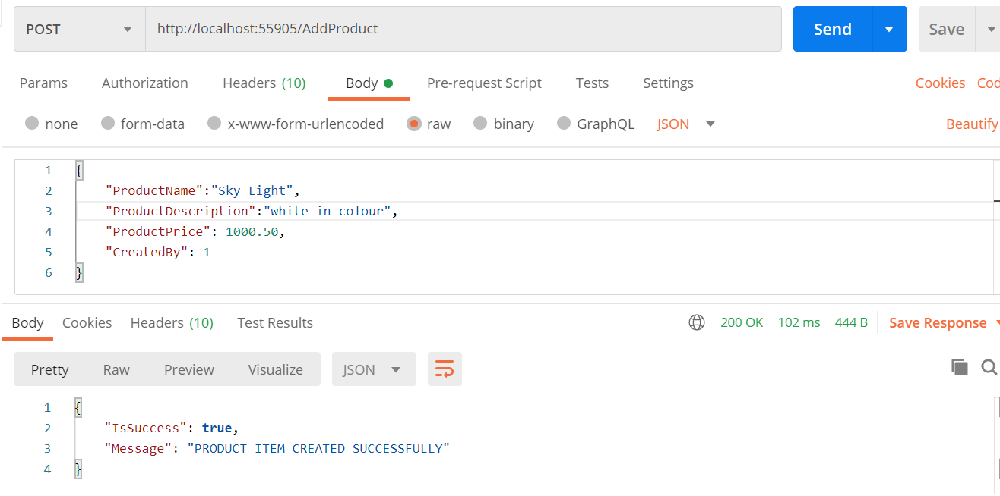 POST http://localhost:55905/AddProduct Send Save
Params Authorization Headers (10) Body Pre-request Script Tests Settings Cookies Cod
none form-data x-www-form-urlencoded raw binary GraphQL JSON Beautify
1 {
2 "ProductName":"Sky Light",
3 "ProductDescription":"white in colour",
4 "ProductPrice": 1000.50,
5 "CreatedBy": 1
6 }
Body Cookies Headers (10) Test Results 200 OK 102 ms 444 B Save Response
Pretty Raw Preview Visualize JSON
1 {
2 "IsSuccess": true,
3 "Message": "PRODUCT ITEM CREATED SUCCESSFULLY"
4 }